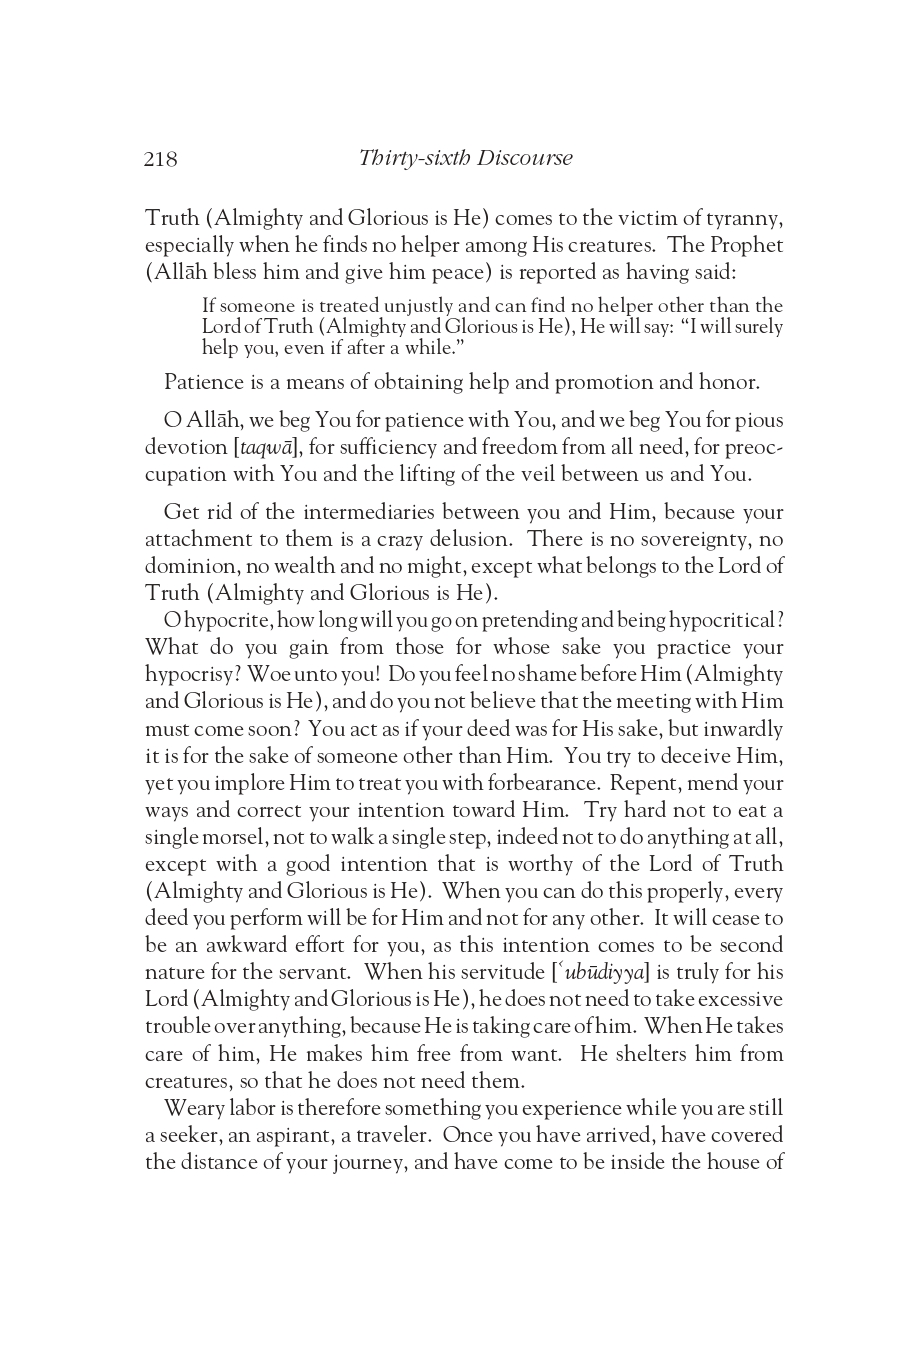 218
Thirty-sixth Discourse
Truth (Almighty and Glorious is He) comes to the victim of tyranny,
especially when he finds no helper among His creatures. The Prophet
(Allāh bless him and give him peace) is reported as having said:
If someone is treated unjustly and can find no helper other than the
Lord of Truth (Almighty and Glorious is He), He will say: “I will surely
help you, even if after a while.”
Patience is a means of obtaining help and promotion and honor.
O Allāh, we beg You for patience with You, and we beg You for pious
devotion [taqwā], for sufficiency and freedom from all need, for preoc-
cupation with You and the lifting of the veil between us and You.
Get rid of the intermediaries between you and Him, because your
attachment to them is a crazy delusion. There is no sovereignty, no
dominion, no wealth and no might, except what belongs to the Lord of
Truth (Almighty and Glorious is He).
O hypocrite, how long will you go on pretending and being hypocritical?
What do you gain from those for whose sake you practice your
hypocrisy? Woe unto you! Do you feel no shame before Him (Almighty
and Glorious is He), and do you not believe that the meeting with Him
must come soon? You act as if your deed was for His sake, but inwardly
it is for the sake of someone other than Him. You try to deceive Him,
yet you implore Him to treat you with forbearance. Repent, mend your
ways and correct your intention toward Him. Try hard not to eat a
single morsel, not to walk a single step, indeed not to do anything at all,
except with a good intention that is worthy of the Lord of Truth
(Almighty and Glorious is He). When you can do this properly, every
deed you perform will be for Him and not for any other. It will cease to
be an awkward effort for you, as this intention comes to be second
nature for the servant. When his servitude [ʿubūdiyya] is truly for his
Lord (Almighty and Glorious is He), he does not need to take excessive
trouble over anything, because He is taking care of him. When He takes
care of him, He makes him free from want. He shelters him from
creatures, so that he does not need them.
Weary labor is therefore something you experience while you are still
a seeker, an aspirant, a traveler. Once you have arrived, have covered
the distance of your journey, and have come to be inside the house of